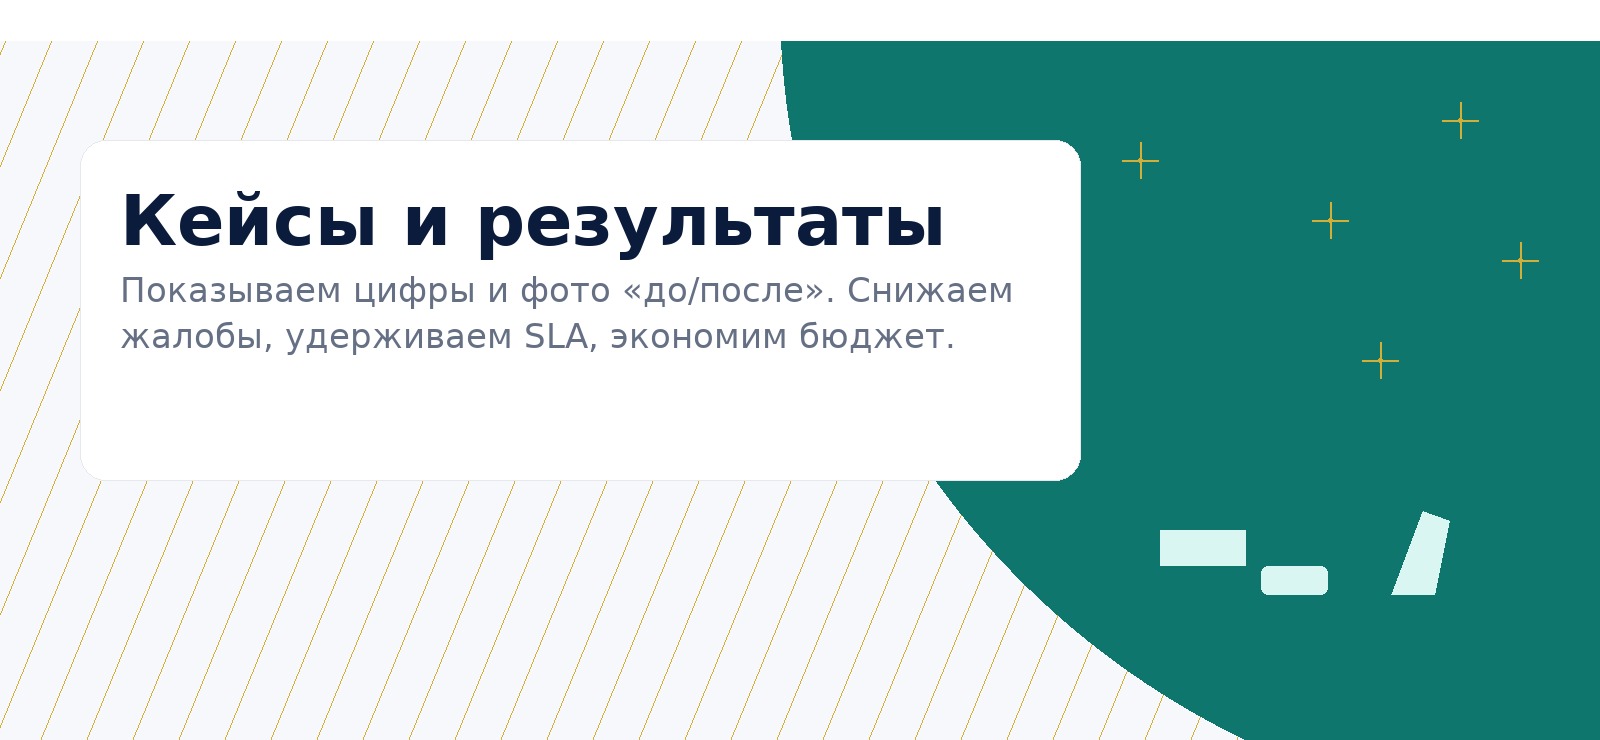 Кейсы и результаты
Показываем цифры и фото «до/после». Снижаем
жалобы, удерживаем SLA, экономим бюджет.